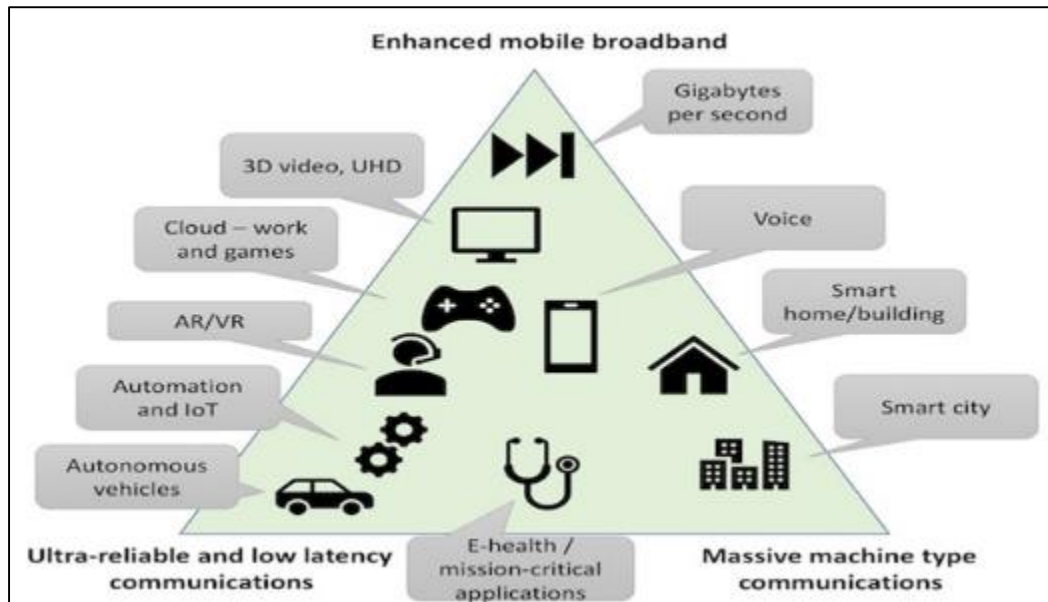 Enhanced mobile broadband
Gigabytes
per second
3D video, UHD
Voice
Cloud – work
and games
Smart
home/building
AR/VR
Automation
and IoT
Smart city
Autonomous
vehicles
Ultra-reliable and low latency
communications
E-health /
mission-critical
applications
Massive machine type
communications